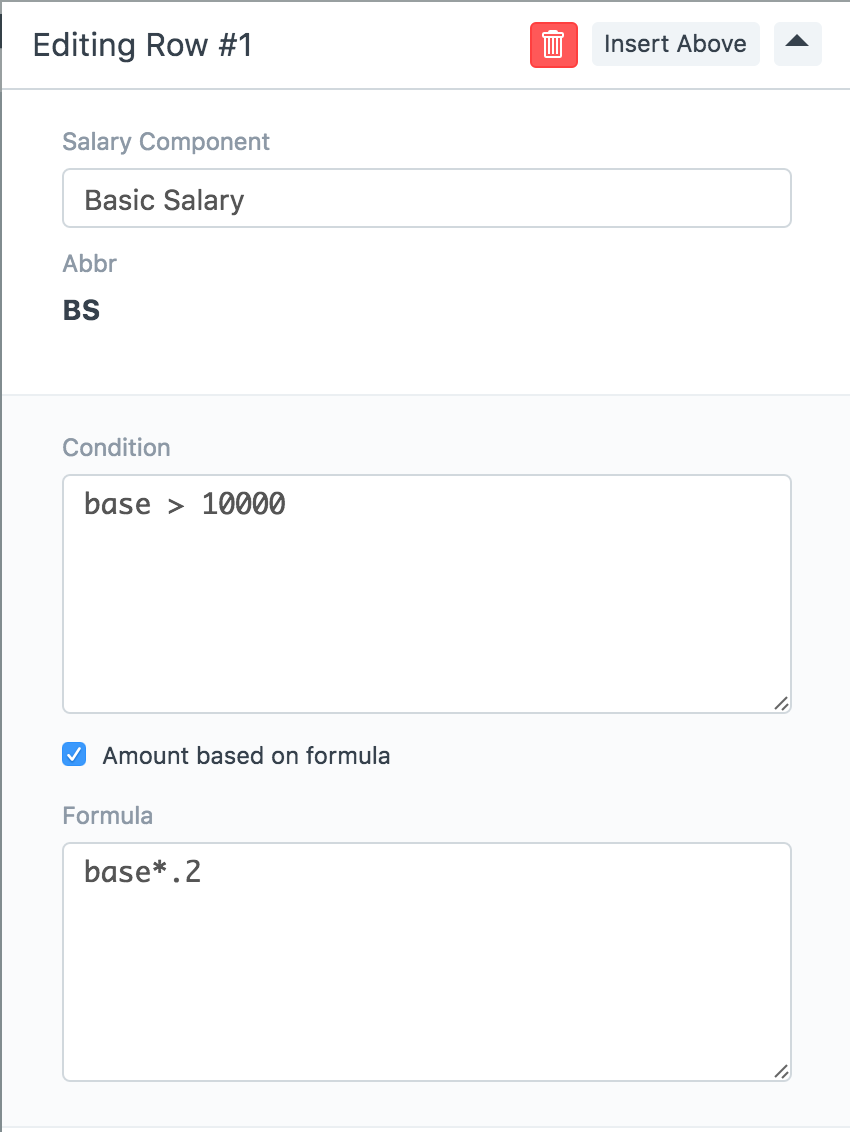 Editing Row #1
Insert Above
Salary Component
Basic Salary
Abbr
BS
Condition
base > 10000
Amount based on formula
Formula
base*.2